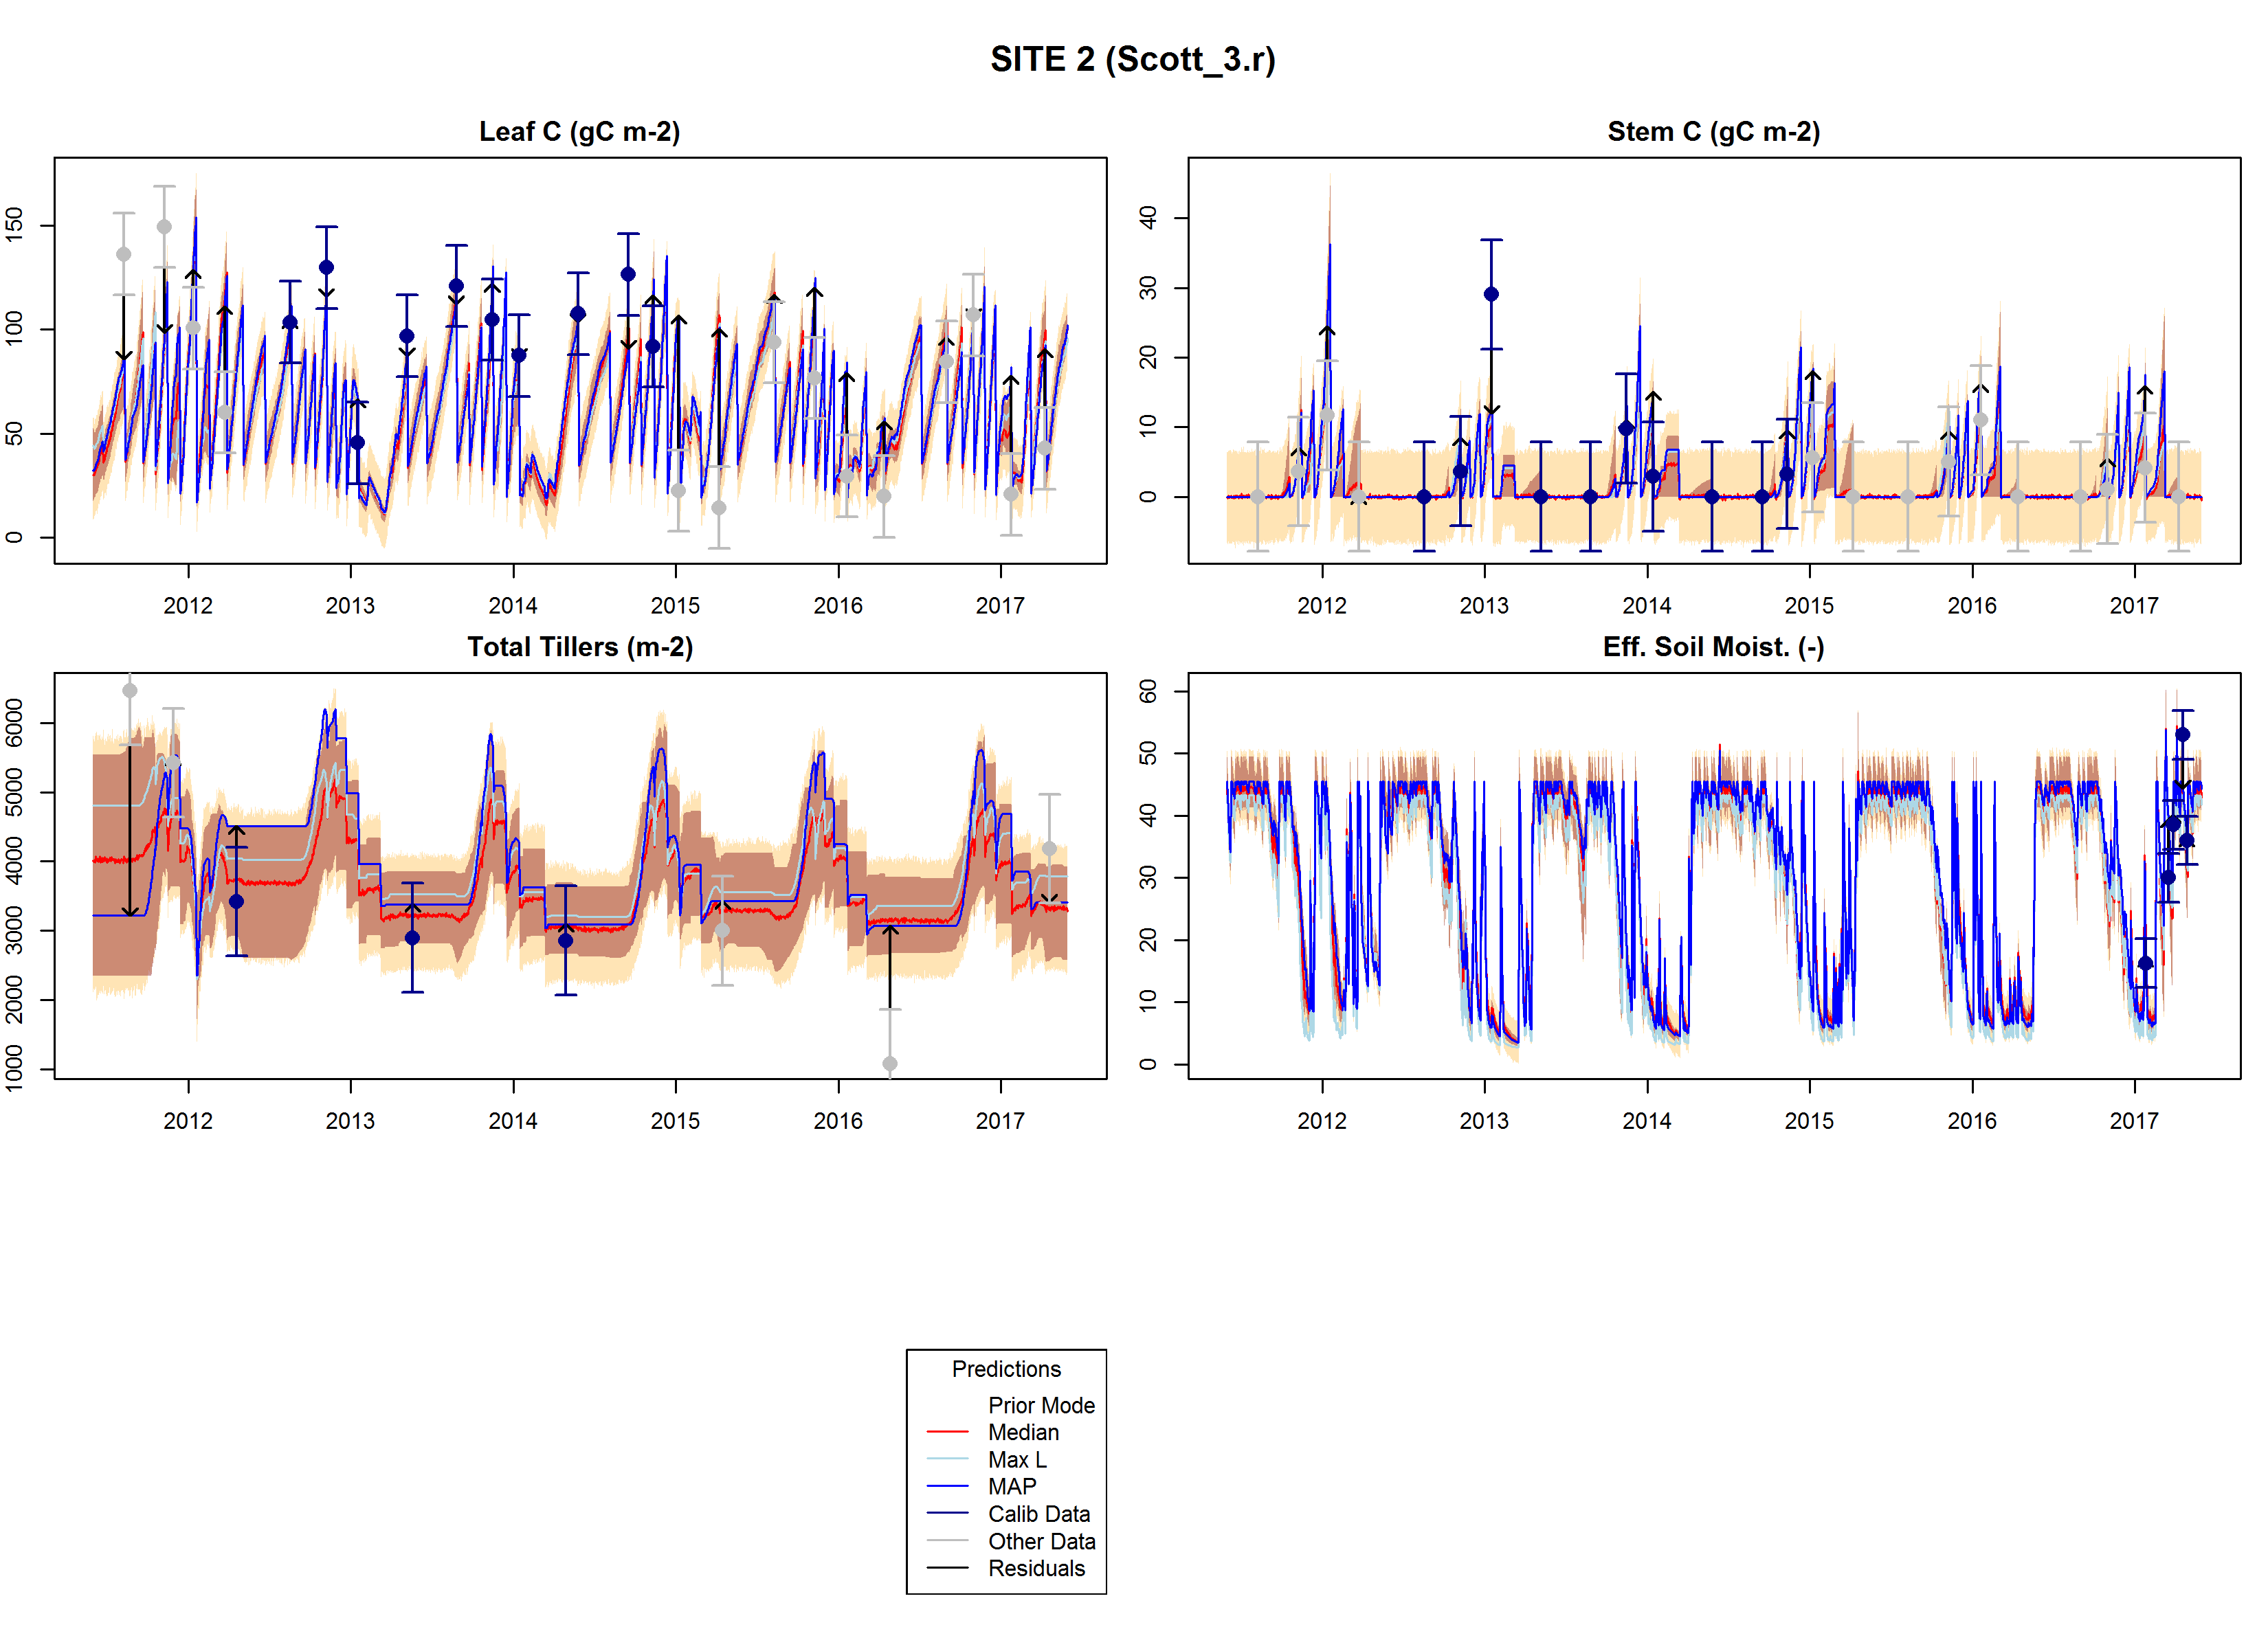 SITE 2 (Scott_3.r)
Leaf C (gC m-2)
0
50
100
150
2012 2013 2014 2015 2016 2017
Stem C (gC m-2)
0
10
20
30
40
2012 2013 2014 2015 2016 2017
Total Tillers (m-2)
1000
2000
3000
4000
5000
6000
2012 2013 2014 2015 2016 2017
Eff. Soil Moist. (-)
0
10
20
30
40
50
60
2012 2013 2014 2015 2016 2017
Predictions
Prior Mode
Median
Max L
MAP
Calib Data
Other Data
Residuals